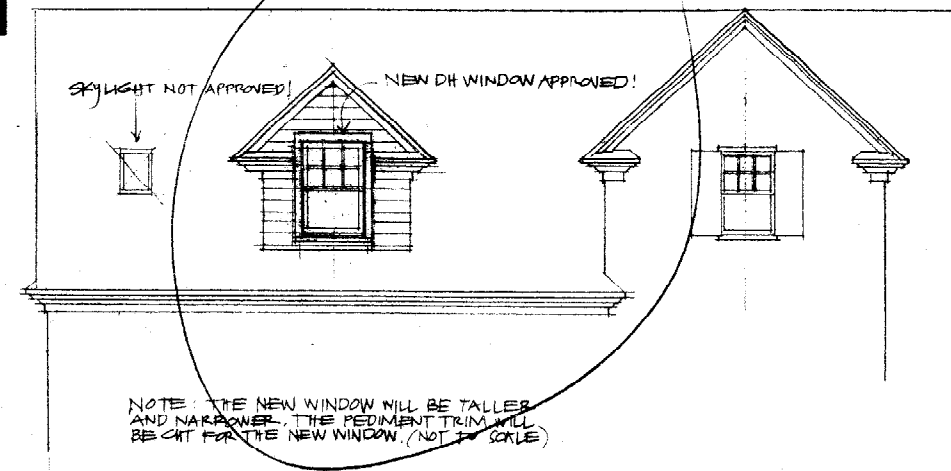 SKYLIGHT NOT APPROVED!
NEW DH WINDOW APPROVED!
NOTE: THE NEW WINDOW WILL BE TALLER
AND NARROWER. THE PEDIMENT TRIM WILL
BE CUT FOR THE NEW WINDOW. (NOT TO SCALE)